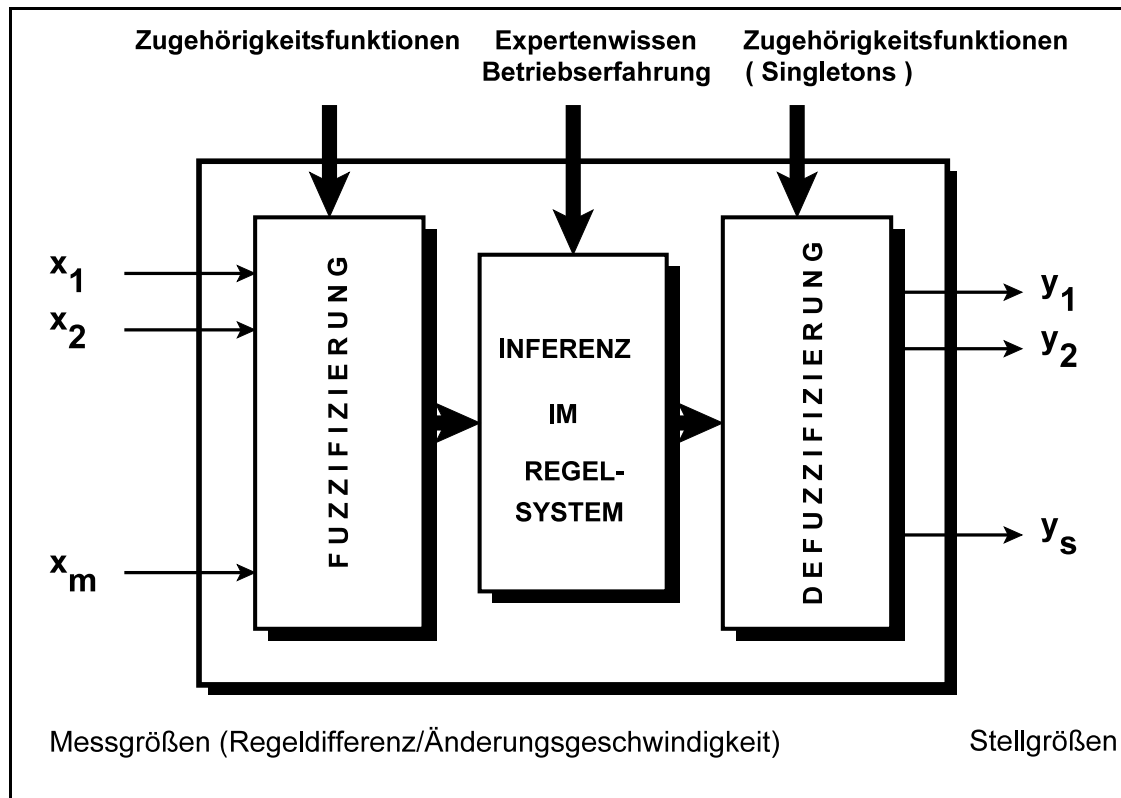 Zugehörigkeitsfunktionen
Expertenwissen
Betriebserfahrung
Zugehörigkeitsfunktionen
( Singletons )
x1
x2
xm
FUZZIFIZIERUNG
INFERENZ
IM
REGEL-
SYSTEM
DEFUZZIFIZIERUNG
y1
y2
ys
Messgrößen (Regeldifferenz/Änderungsgeschwindigkeit)
Stellgrößen